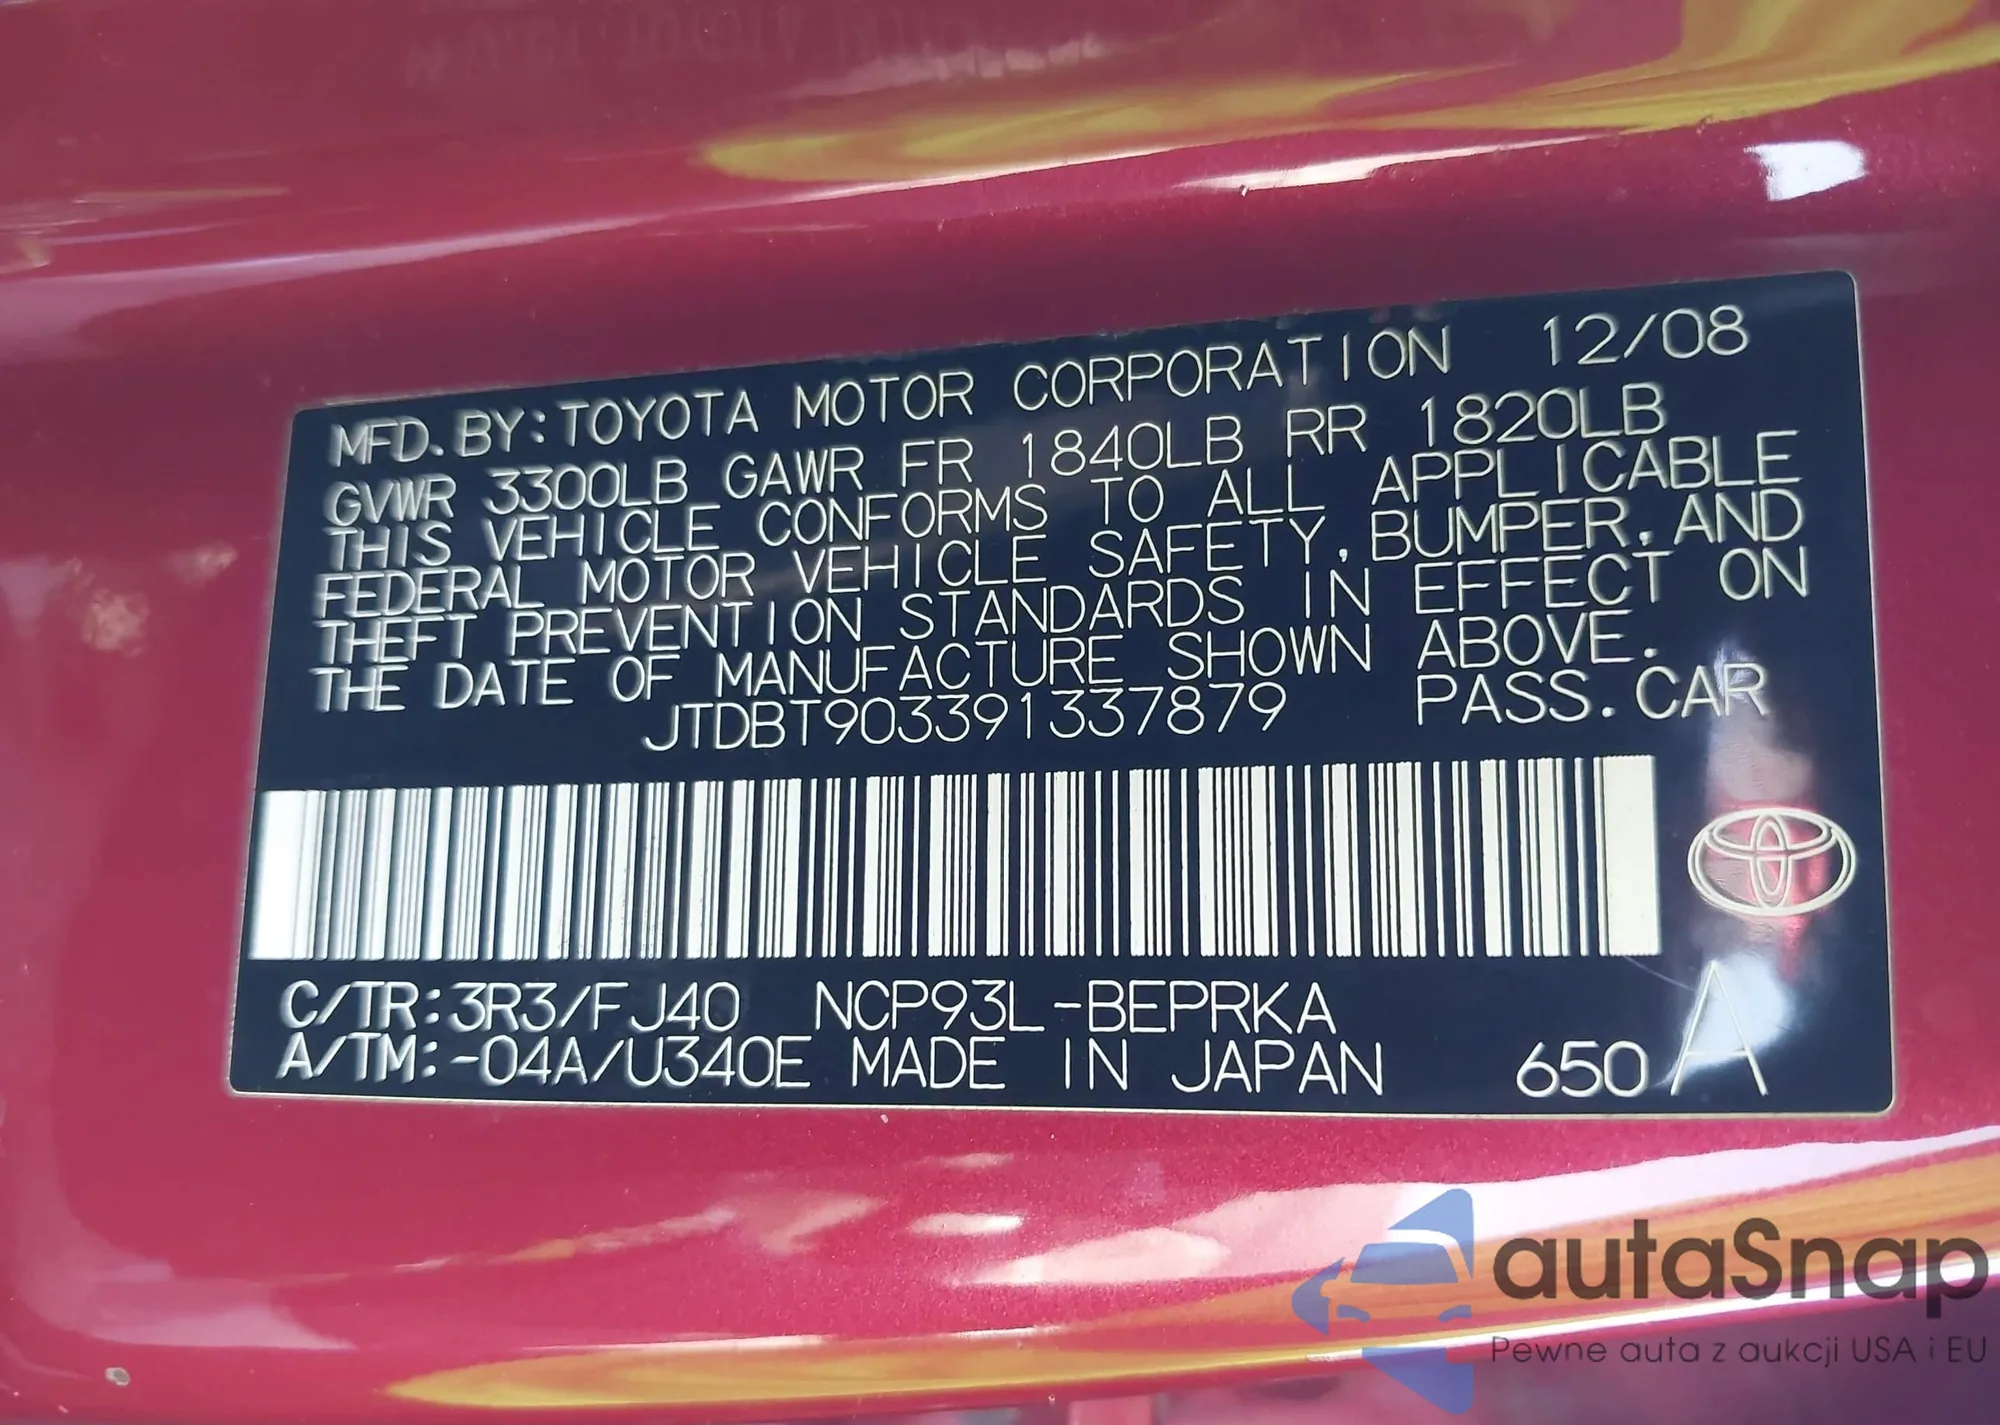 MFD. BY: TOYOTA MOTOR CORPORATION 12/08
GVWR 3300LB GAWR FR 1840LB RR 1820LB
THIS VEHICLE CONFORMS TO ALL APPLICABLE
FEDERAL MOTOR VEHICLE SAFETY, BUMPER, AND
THEFT PREVENTION STANDARDS IN EFFECT ON
THE DATE OF MANUFACTURE SHOWN ABOVE.
JTDBT903391337879 PASS. CAR
C/TR: 3R3/FJ40 NCP93L-BEPRKA
A/TM: -04A/U340E MADE IN JAPAN 650 A
autaSnap
Pewne auta z aukcji USA i EU